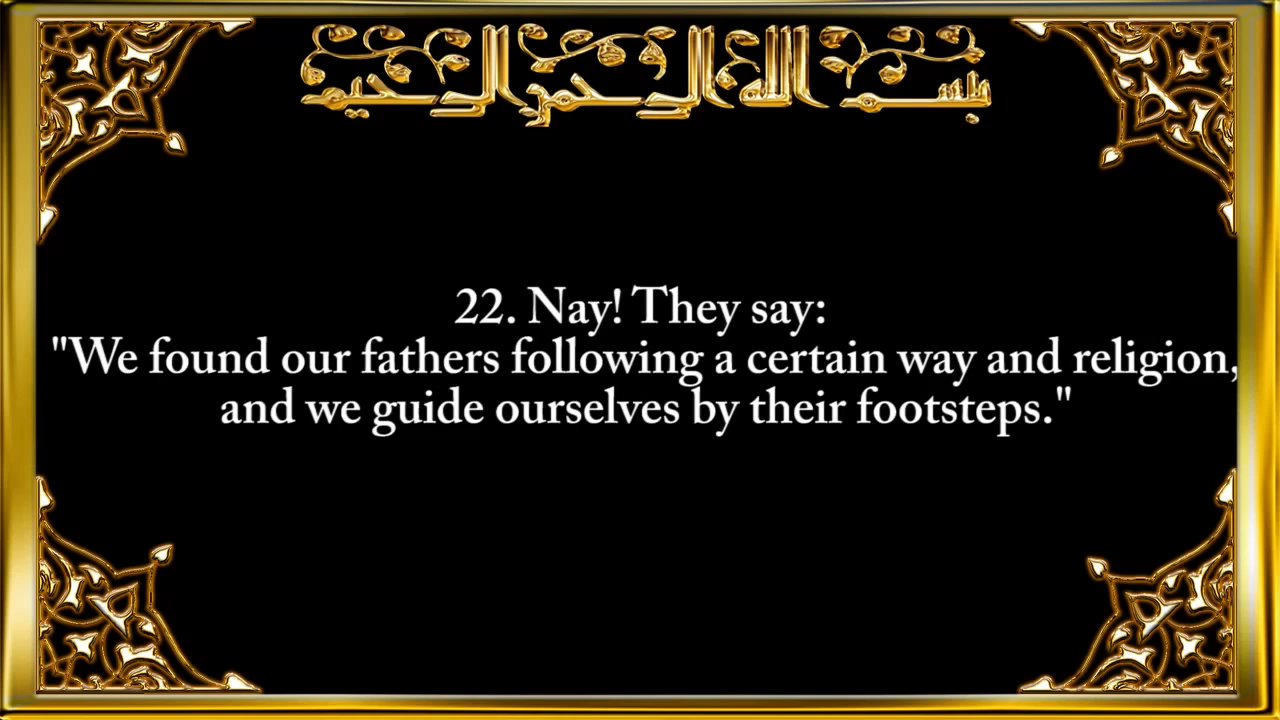 بسم الله الرحمن الرحيم
22. Nay! They say:
"We found our fathers following a certain way and religion,
and we guide ourselves by their footsteps."